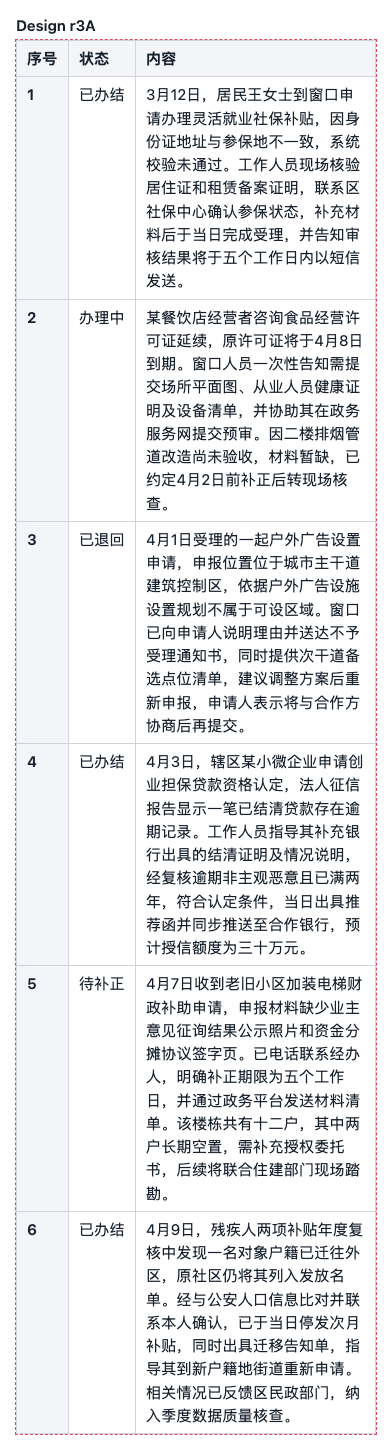 Design r3A
序号 状态 内容
1 已办结 3月12日，居民王女士到窗口申
请办理灵活就业社保补贴，因身
份证地址与参保地不一致，系统
校验未通过。工作人员现场核验
居住证和租赁备案证明，联系区
社保中心确认参保状态，补充材
料后于当日完成受理，并告知审
核结果将于五个工作日内以短信
发送。
2 办理中 某餐饮店经营者咨询食品经营许
可证延续，原许可证将于4月8日
到期。窗口人员一次性告知需提
交场所平面图、从业人员健康证
明及设备清单，并协助其在政务
服务网提交预审。因二楼排烟管
道改造尚未验收，材料暂缺，已
约定4月2日前补正后转现场核
查。
3 已退回 4月1日受理的一起户外广告设置
申请，申报位置位于城市主干道
建筑控制区，依据户外广告设施
设置规划不属于可设区域。窗口
已向申请人说明理由并送达不予
受理通知书，同时提供次干道备
选点位清单，建议调整方案后重
新申报，申请人表示将与合作方
协商后再提交。
4 已办结 4月3日，辖区某小微企业申请创
业担保贷款资格认定，法人征信
报告显示一笔已结清贷款存在逾
期记录。工作人员指导其补充银
行出具的结清证明及情况说明，
经复核逾期非主观恶意且已满两
年，符合认定条件，当日出具推
荐函并同步推送至合作银行，预
计授信额度为三十万元。
5 待补正 4月7日收到老旧小区加装电梯财
政补助申请，申报材料缺少业主
意见征询结果公示照片和资金分
摊协议签字页。已电话联系经办
人，明确补正期限为五个工作
日，并通过政务平台发送材料清
单。该楼栋共有十二户，其中两
户长期空置，需补充授权委托
书，后续将联合住建部门现场踏
勘。
6 已办结 4月9日，残疾人两项补贴年度复
核中发现一名对象户籍已迁往外
区，原社区仍将其列入发放名
单。经与公安人口信息比对并联
系本人确认，已于当日停发次月
补贴，同时出具迁移告知单，指
导其到新户籍地街道重新申请。
相关情况已反馈区民政部门，纳
入季度数据质量核查。